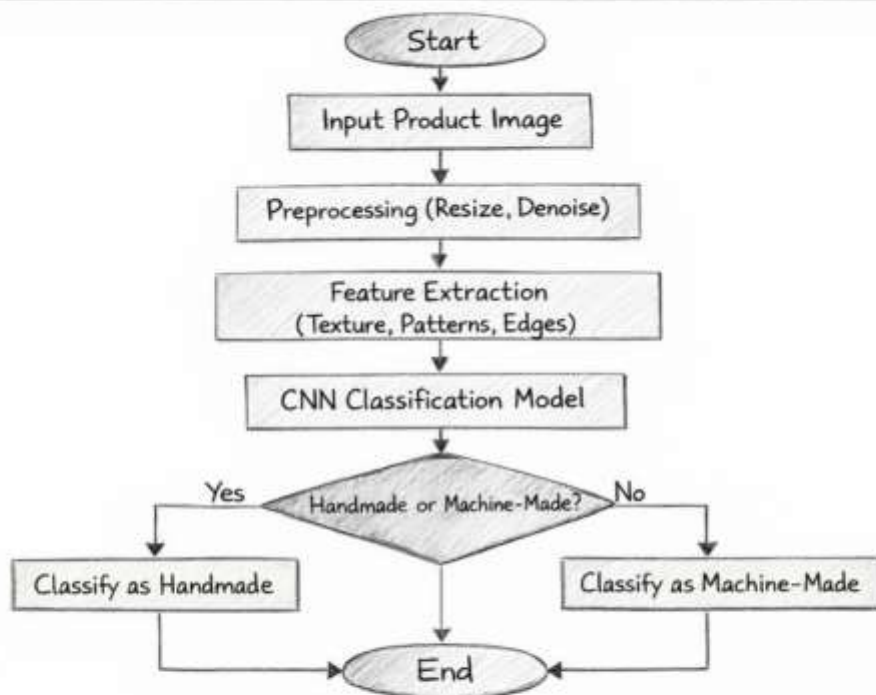 Start
Input Product Image
Preprocessing (Resize, Denoise)
Feature Extraction
(Texture, Patterns, Edges)
CNN Classification Model
Handmade or Machine-Made?
Yes
No
Classify as Handmade
Classify as Machine-Made
End